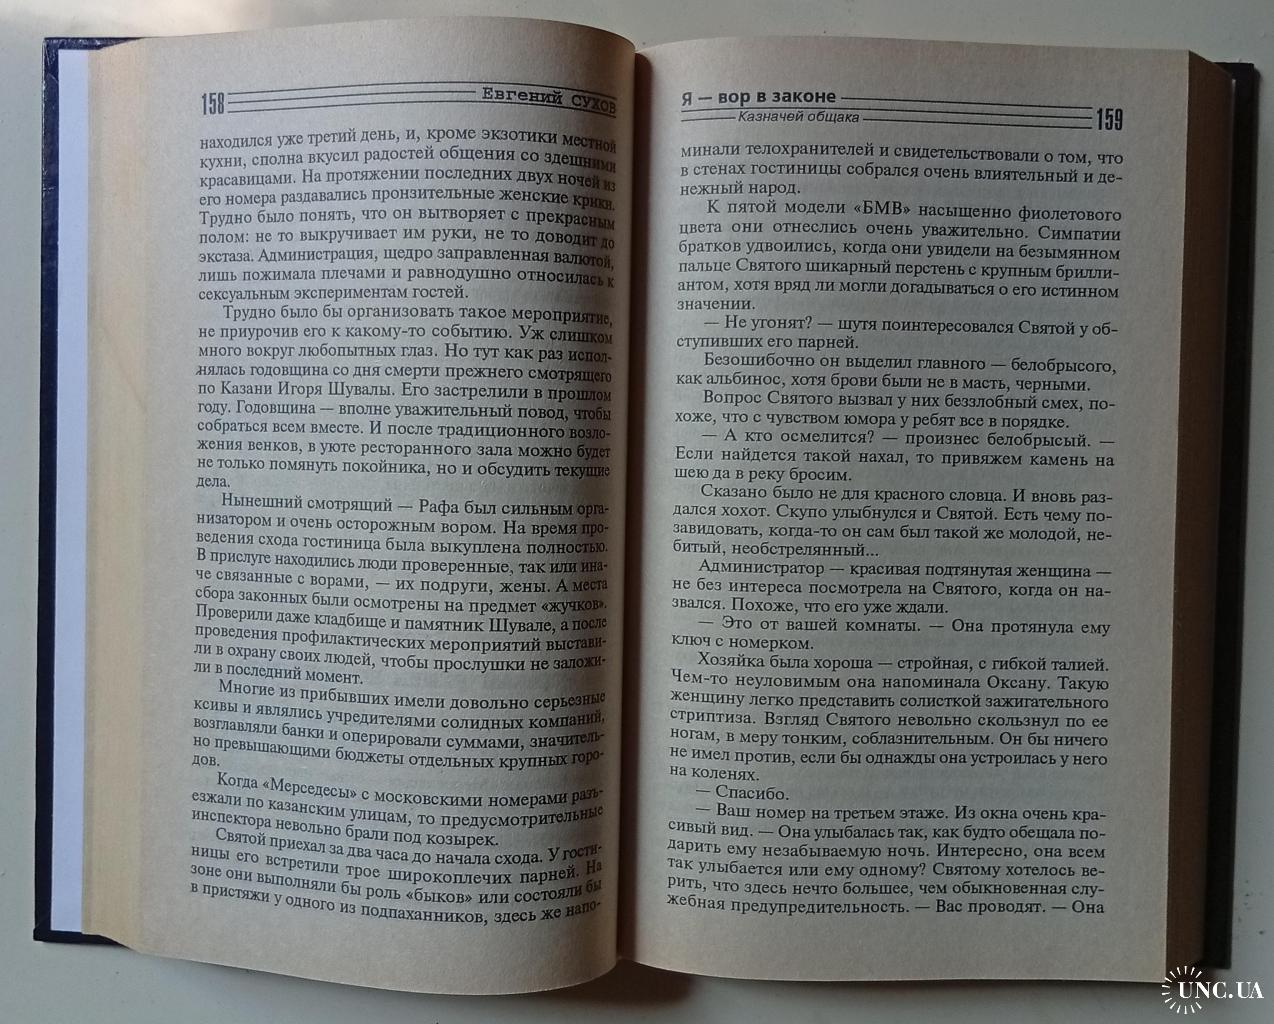 158 Евгений СУХОВ
находился уже третий день, и, кроме экзотики местной
кухни, сполна вкусил радостей общения со здешними
красавицами. На протяжении последних двух ночей из
его номера раздавались пронзительные женские крики.
Трудно было понять, что он вытворяет с прекрасным
полом: не то выкручивает им руки, не то доводит до
экстаза. Администрация, щедро заправленная валютой,
лишь пожимала плечами и равнодушно относилась к
сексуальным экспериментам гостей.
Трудно было бы организовать такое мероприятие,
не приурочив его к какому-то событию. Уж слишком
много вокруг любопытных глаз. Но тут как раз испол-
нялась годовщина со дня смерти прежнего смотрящего
по Казани Игоря Шувалы. Его застрелили в прошлом
году. Годовщина — вполне уважительный повод, чтобы
собраться всем вместе. И после традиционного возло-
жения венков, в уюте ресторанного зала можно будет
не только помянуть покойника, но и обсудить текущие
дела.
Нынешний смотрящий — Рафа был сильным орга-
низатором и очень осторожным вором. На время про-
ведения схода гостиница была выкуплена полностью.
В прислуге находились люди проверенные, так или ина-
че связанные с ворами, — их подруги, жены. А места
сбора законных были осмотрены на предмет «жучков».
Проверили даже кладбище и памятник Шувале, а после
проведения профилактических мероприятий выстави-
ли в охрану своих людей, чтобы прослушки не заложи-
ли в последний момент.
Многие из прибывших имели довольно серьезные
ксивы и являлись учредителями солидных компаний,
возглавляли банки и оперировали суммами, значитель-
но превышающими бюджеты отдельных крупных горо-
дов.
Когда «Мерседесы» с московскими номерами разъ-
езжали по казанским улицам, то предусмотрительные
инспектора невольно брали под козырек.
Святой приехал за два часа до начала схода. У гости-
ницы его встретили трое широкоплечих парней. На
зоне они выполняли бы роль «быков» или состояли бы
в пристяжи у одного из подпаханников, здесь же напо-
Я — вор в законе
Казначей общака 159
минали телохранителей и свидетельствовали о том, что
в стенах гостиницы собрался очень влиятельный и де-
нежный народ.
К пятой модели «БМВ» насыщенно фиолетового
цвета они отнеслись очень уважительно. Симпатии
братков удвоились, когда они увидели на безымянном
пальце Святого шикарный перстень с крупным брилли-
антом, хотя вряд ли могли догадываться о его истинном
значении.
— Не угонят? — шутя поинтересовался Святой у об-
ступивших его парней.
Безошибочно он выделил главного — белобрысого,
как альбинос, хотя брови были не в масть, черными.
Вопрос Святого вызвал у них беззлобный смех, по-
хоже, что с чувством юмора у ребят все в порядке.
— А кто осмелится? — произнес белобрысый. —
Если найдется такой нахал, то привяжем камень на
шею да в реку бросим.
Сказано было не для красного словца. И вновь раз-
дался хохот. Скупо улыбнулся и Святой. Есть чему по-
завидовать, когда-то он сам был такой же молодой, не-
битый, необстрелянный...
Администратор — красивая подтянутая женщина —
не без интереса посмотрела на Святого, когда он на-
звался. Похоже, что его уже ждали.
— Это от вашей комнаты. — Она протянула ему
ключ с номерком.
Хозяйка была хороша — стройная, с гибкой талией.
Чем-то неуловимым она напоминала Оксану. Такую
женщину легко представить солисткой зажигательного
стриптиза. Взгляд Святого невольно скользнул по ее
ногам, в меру тонким, соблазнительным. Он бы ничего
не имел против, если бы однажды она устроилась у него
на коленях.
— Спасибо.
— Ваш номер на третьем этаже. Из окна очень кра-
сивый вид. — Она улыбалась так, как будто обещала по-
дарить ему незабываемую ночь. Интересно, она всем
так улыбается или ему одному? Святому хотелось ве-
рить, что здесь нечто большее, чем обыкновенная слу-
жебная предупредительность. — Вас проводят. — Она
UNC.UA